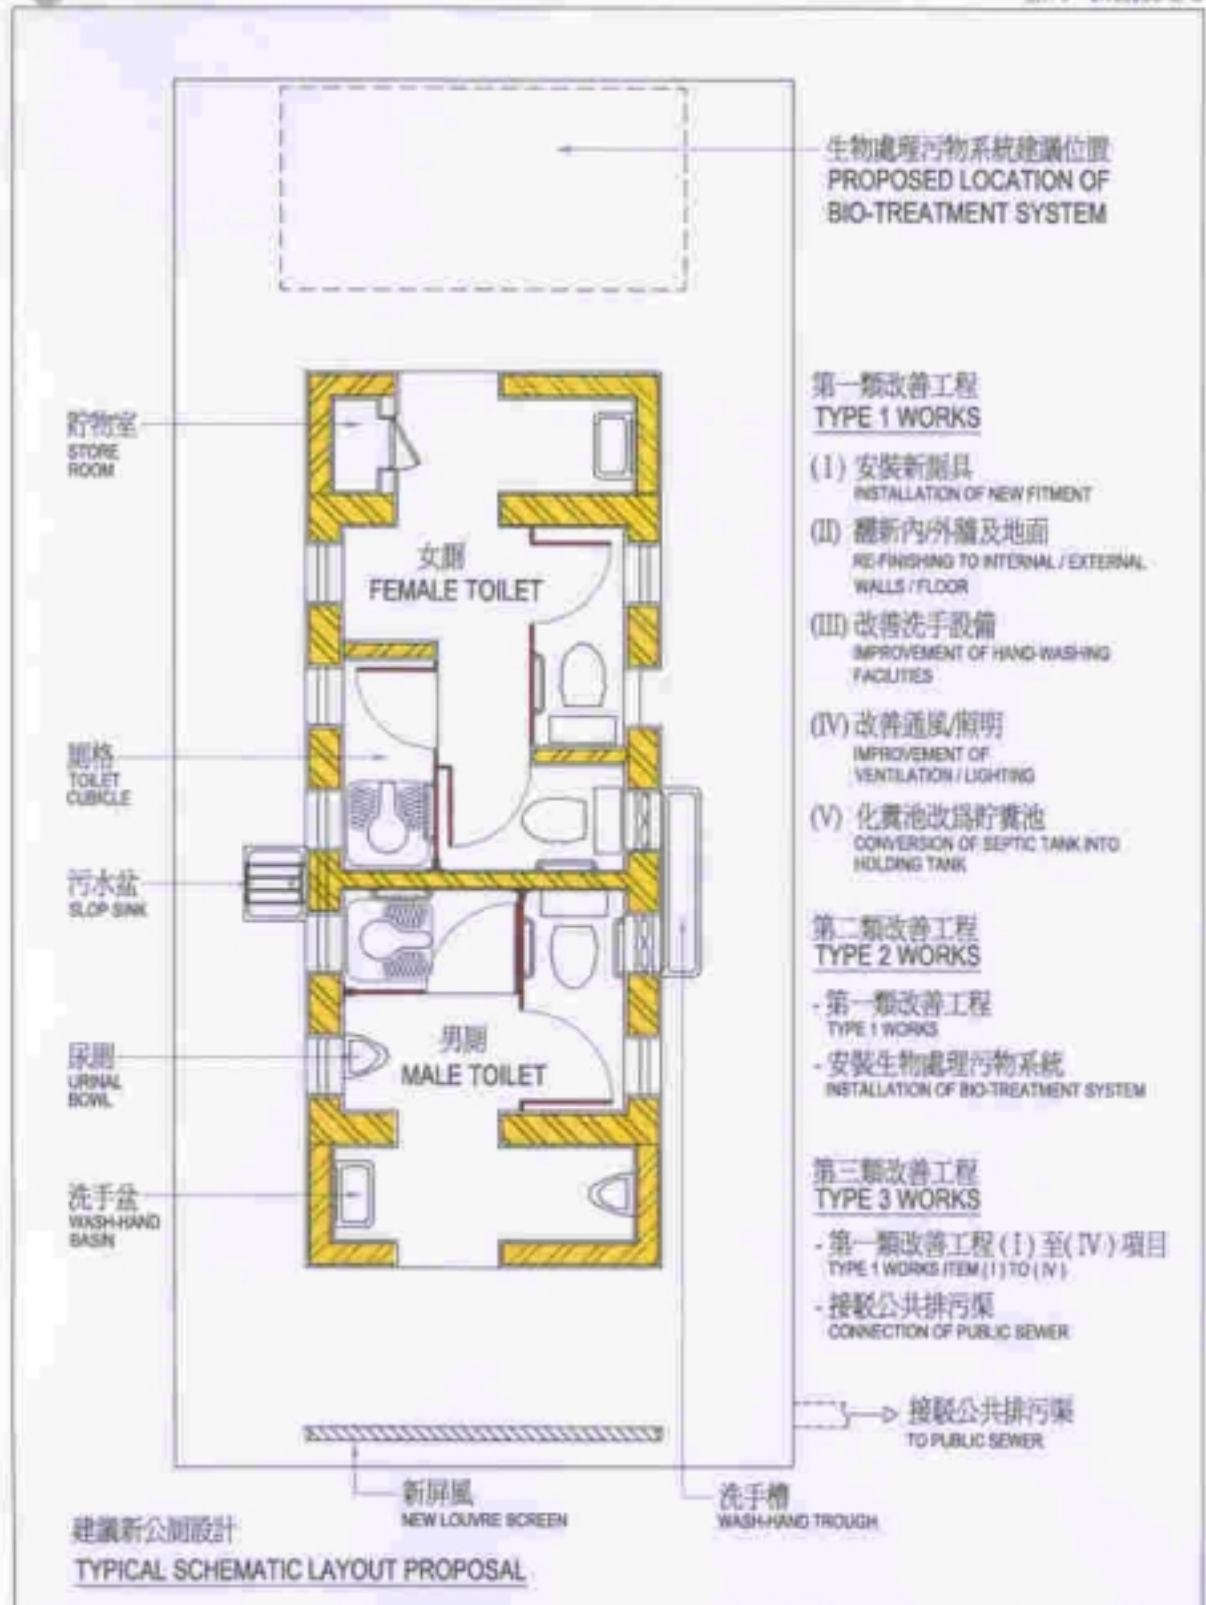 生物處理污物系統建議位置
PROPOSED LOCATION OF
BIO-TREATMENT SYSTEM
第一類改善工程
TYPE 1 WORKS
(I) 安裝新廁具
INSTALLATION OF NEW FITMENT
(II) 翻新內/外牆及地面
RE-FINISHING TO INTERNAL / EXTERNAL
WALLS / FLOOR
(III) 改善洗手設備
IMPROVEMENT OF HAND-WASHING
FACILITIES
(IV) 改善通風/照明
IMPROVEMENT OF
VENTILATION / LIGHTING
(V) 化糞池改爲貯糞池
CONVERSION OF SEPTIC TANK INTO
HOLDING TANK
第二類改善工程
TYPE 2 WORKS
- 第一類改善工程
TYPE 1 WORKS
- 安裝生物處理污物系統
INSTALLATION OF BIO-TREATMENT SYSTEM
第三類改善工程
TYPE 3 WORKS
- 第一類改善工程 (I) 至 (IV) 項目
TYPE 1 WORKS ITEM (I) TO (IV)
- 接駁公共排污渠
CONNECTION OF PUBLIC SEWER
接駁公共排污渠
TO PUBLIC SEWER
貯物室
STORE
ROOM
女廁
FEMALE TOILET
廁格
TOILET
CUBICLE
污水盆
SLOP SINK
尿廁
URINAL
BOWL
男廁
MALE TOILET
洗手盆
WASH-HAND
BASIN
新屏風
NEW LOUVRE SCREEN
洗手槽
WASH-HAND TROUGH
建議新公廁設計
TYPICAL SCHEMATIC LAYOUT PROPOSAL